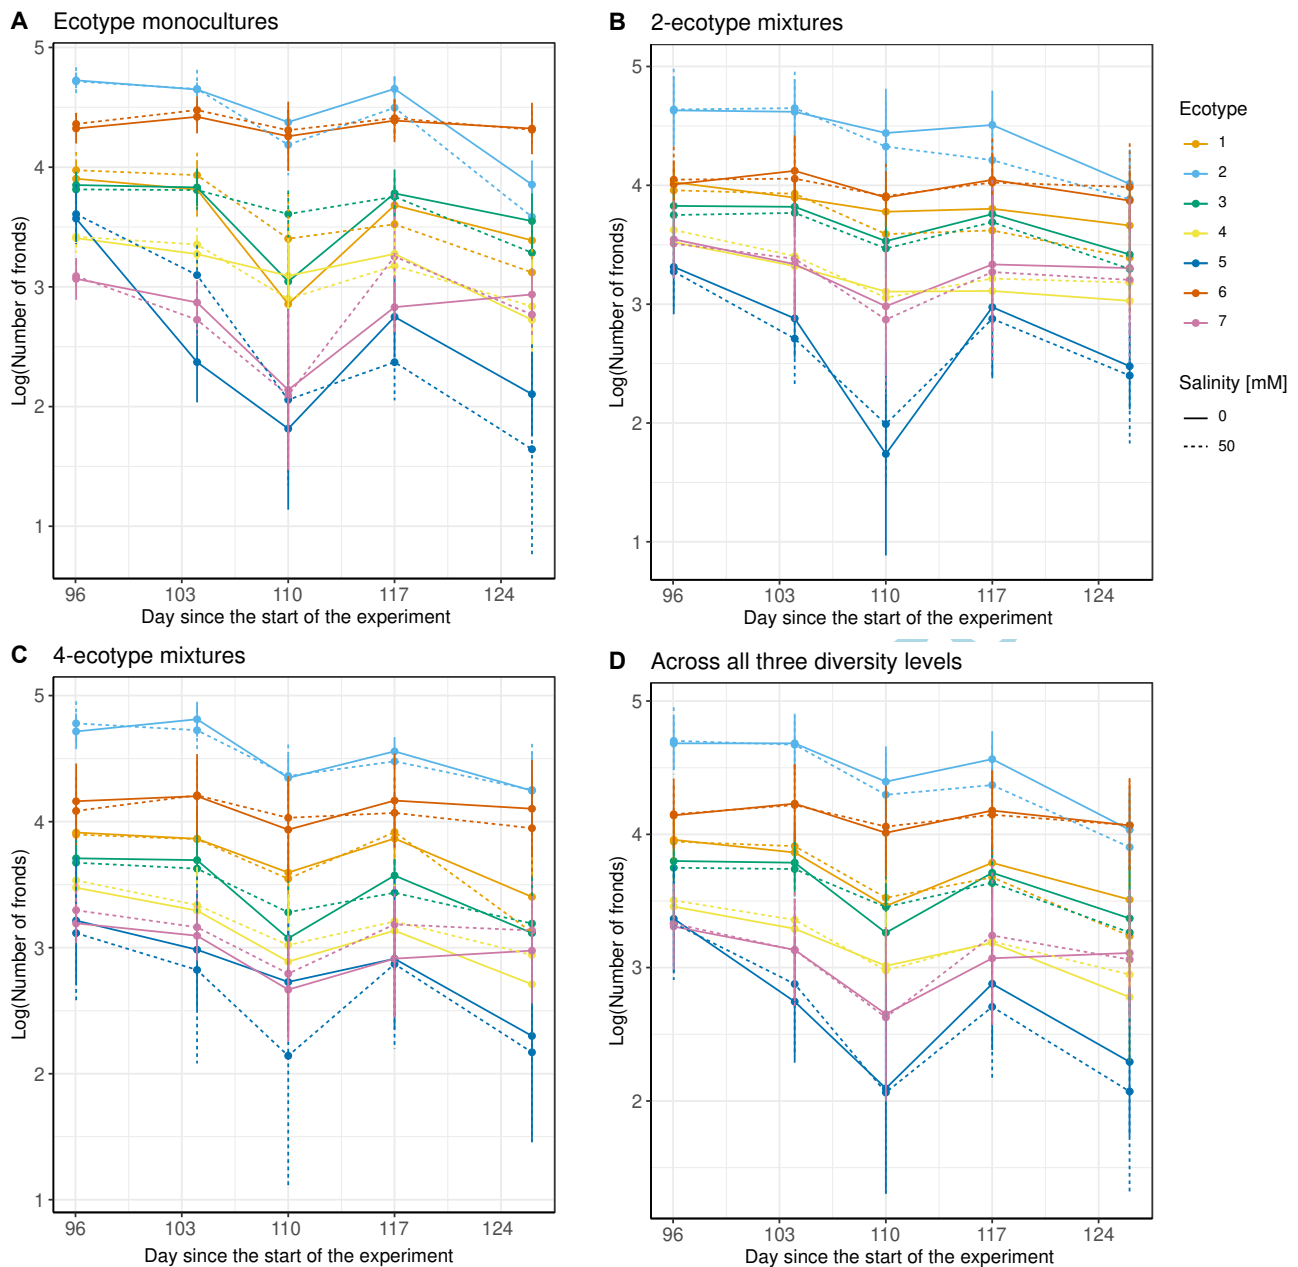 A Ecotype monocultures
5
4
3
2
1
Log(Number of fronds)
96 103 110 117 124
Day since the start of the experiment
B 2-ecotype mixtures
5
4
3
2
1
Log(Number of fronds)
96 103 110 117 124
Day since the start of the experiment
Ecotype
1
2
3
4
5
6
7
Salinity [mM]
0
50
C 4-ecotype mixtures
5
4
3
2
1
Log(Number of fronds)
96 103 110 117 124
Day since the start of the experiment
D Across all three diversity levels
5
4
3
2
Log(Number of fronds)
96 103 110 117 124
Day since the start of the experiment